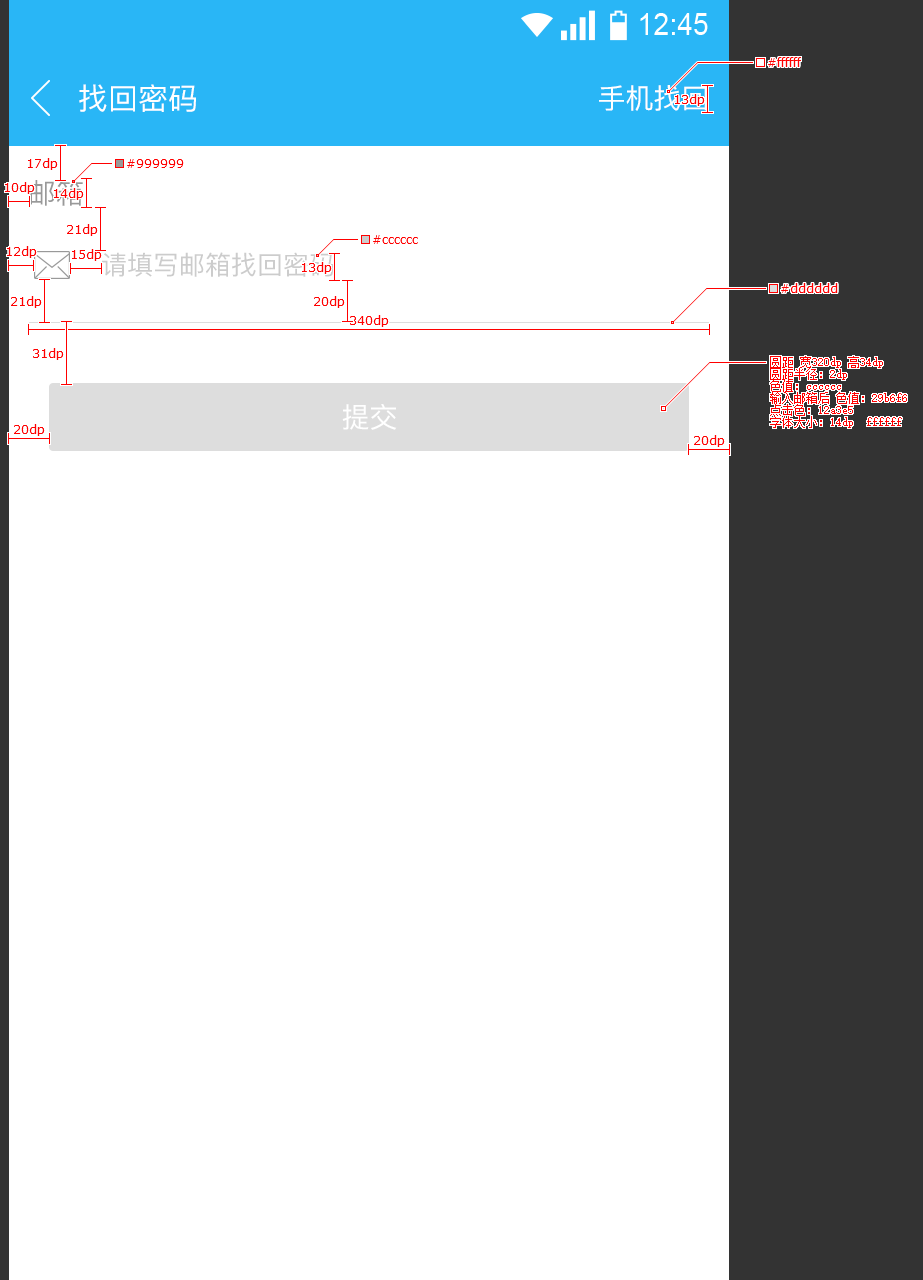 12:45
#ffffff
找回密码
手机找回
13dp
17dp
#999999
10dp
邮箱
14dp
21dp
#cccccc
12dp
15dp
请填写邮箱找回密码
13dp
21dp
20dp
#dddddd
340dp
31dp
圆距 宽320dp 高34dp
圆距半径：2dp
色值：cccccc
输入邮箱后 色值：29b6f6
点击色：12c3c5
字体大小：14dp ffffff
提交
20dp
20dp